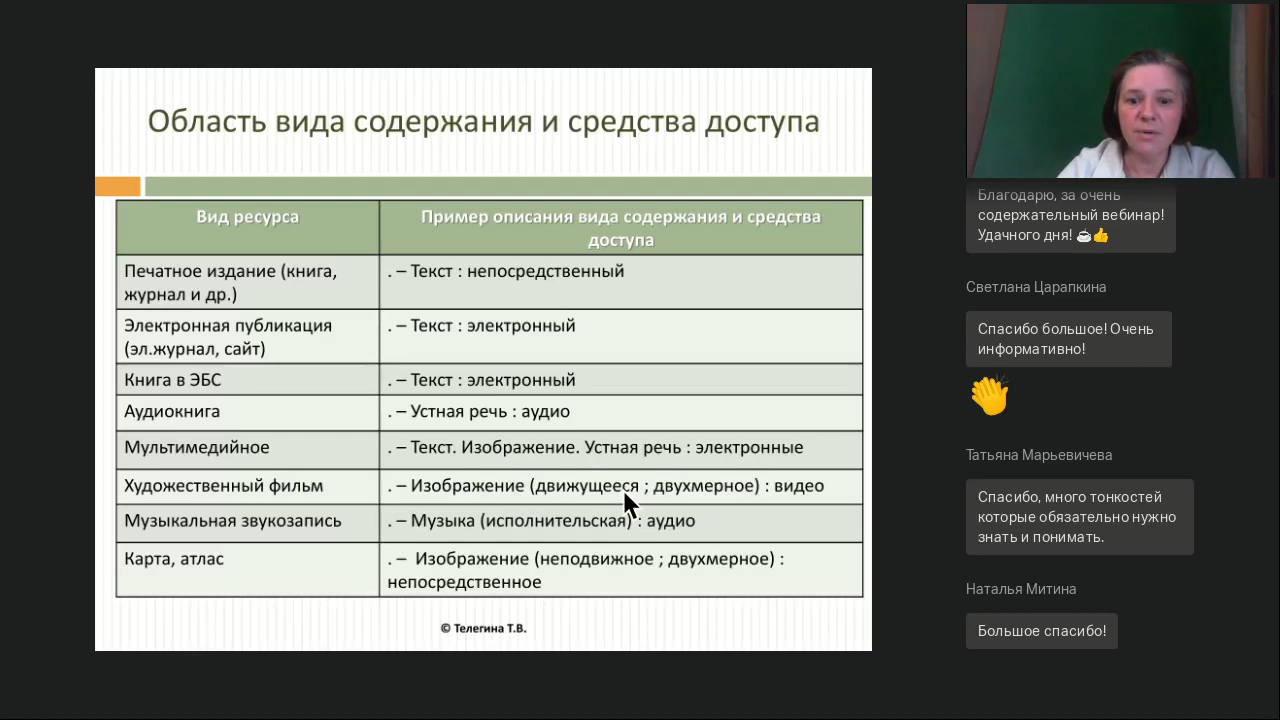 Область вида содержания и средства доступа
Вид ресурса
Пример описания вида содержания и средства
доступа
Печатное издание (книга,
журнал и др.)
. – Текст : непосредственный
Электронная публикация
(эл.журнал, сайт)
. – Текст : электронный
Книга в ЭБС
. – Текст : электронный
Аудиокнига
. – Устная речь : аудио
Мультимедийное
. – Текст. Изображение. Устная речь : электронные
Художественный фильм
. – Изображение (движущееся ; двухмерное) : видео
Музыкальная звукозапись
. – Музыка (исполнительская) : аудио
Карта, атлас
. – Изображение (неподвижное ; двухмерное) :
непосредственное
© Телегина Т.В.
Благодарю, за очень
содержательный вебинар!
Удачного дня! ☕👍
Светлана Царапкина
Спасибо большое! Очень
информативно!
Татьяна Марьевичева
Спасибо, много тонкостей
которые обязательно нужно
знать и понимать.
Наталья Митина
Большое спасибо!